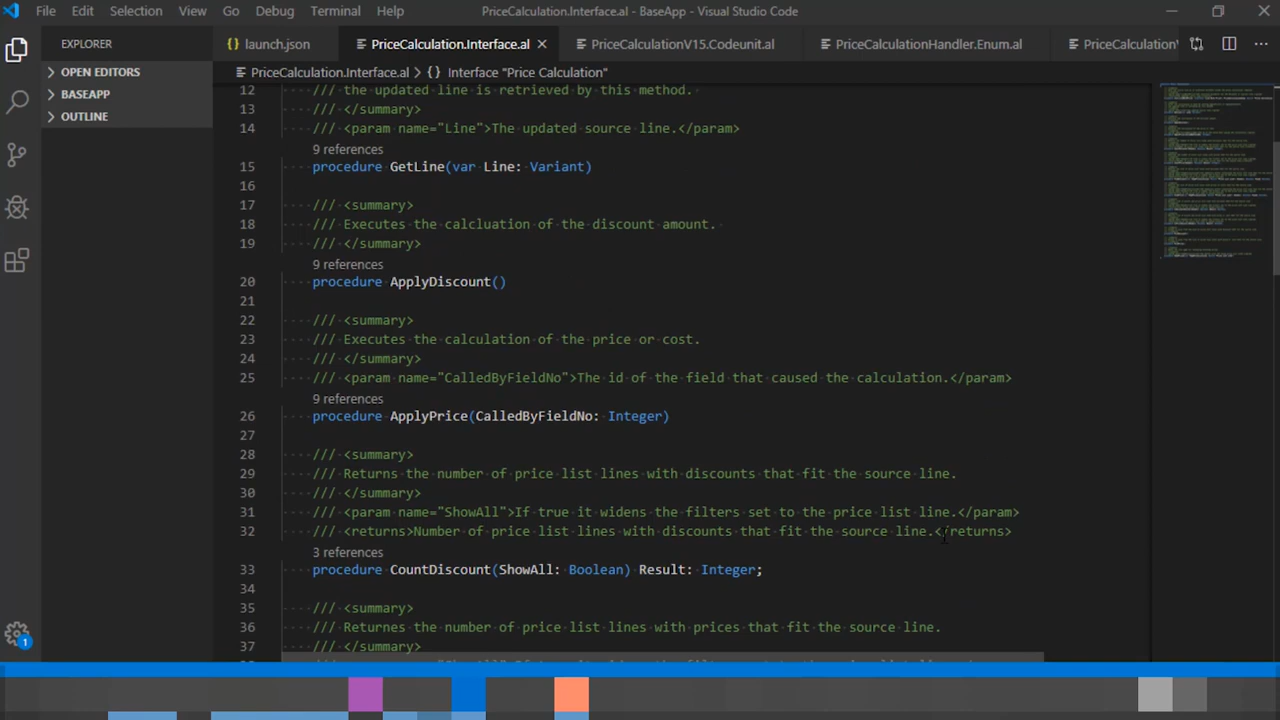 File Edit Selection View Go Debug Terminal Help PriceCalculation.Interface.al - BaseApp - Visual Studio Code
EXPLORER
launch.json PriceCalculation.Interface.al PriceCalculationV15.Codeunit.al PriceCalculationHandler.Enum.al PriceCalculation\
OPEN EDITORS
BASEAPP
OUTLINE
PriceCalculation.Interface.al > {} Interface "Price Calculation"
12 /// the updated line is retrieved by this method.
13 /// </summary>
14 /// <param name="Line">The updated source line.</param>
9 references
15 procedure GetLine(var Line: Variant)
16
17 /// <summary>
18 /// Executes the calcluation of the discount amount.
19 /// </summary>
9 references
20 procedure ApplyDiscount()
21
22 /// <summary>
23 /// Executes the calculation of the price or cost.
24 /// </summary>
25 /// <param name="CalledByFieldNo">The id of the field that caused the calculation.</param>
9 references
26 procedure ApplyPrice(CalledByFieldNo: Integer)
27
28 /// <summary>
29 /// Returns the number of price list lines with discounts that fit the source line.
30 /// </summary>
31 /// <param name="ShowAll">If true it widens the filters set to the price list line.</param>
32 /// <returns>Number of price list lines with discounts that fit the source line.</returns>
3 references
33 procedure CountDiscount(ShowAll: Boolean) Result: Integer;
34
35 /// <summary>
36 /// Returnes the number of price list lines with prices that fit the source line.
37 /// </summary>
1